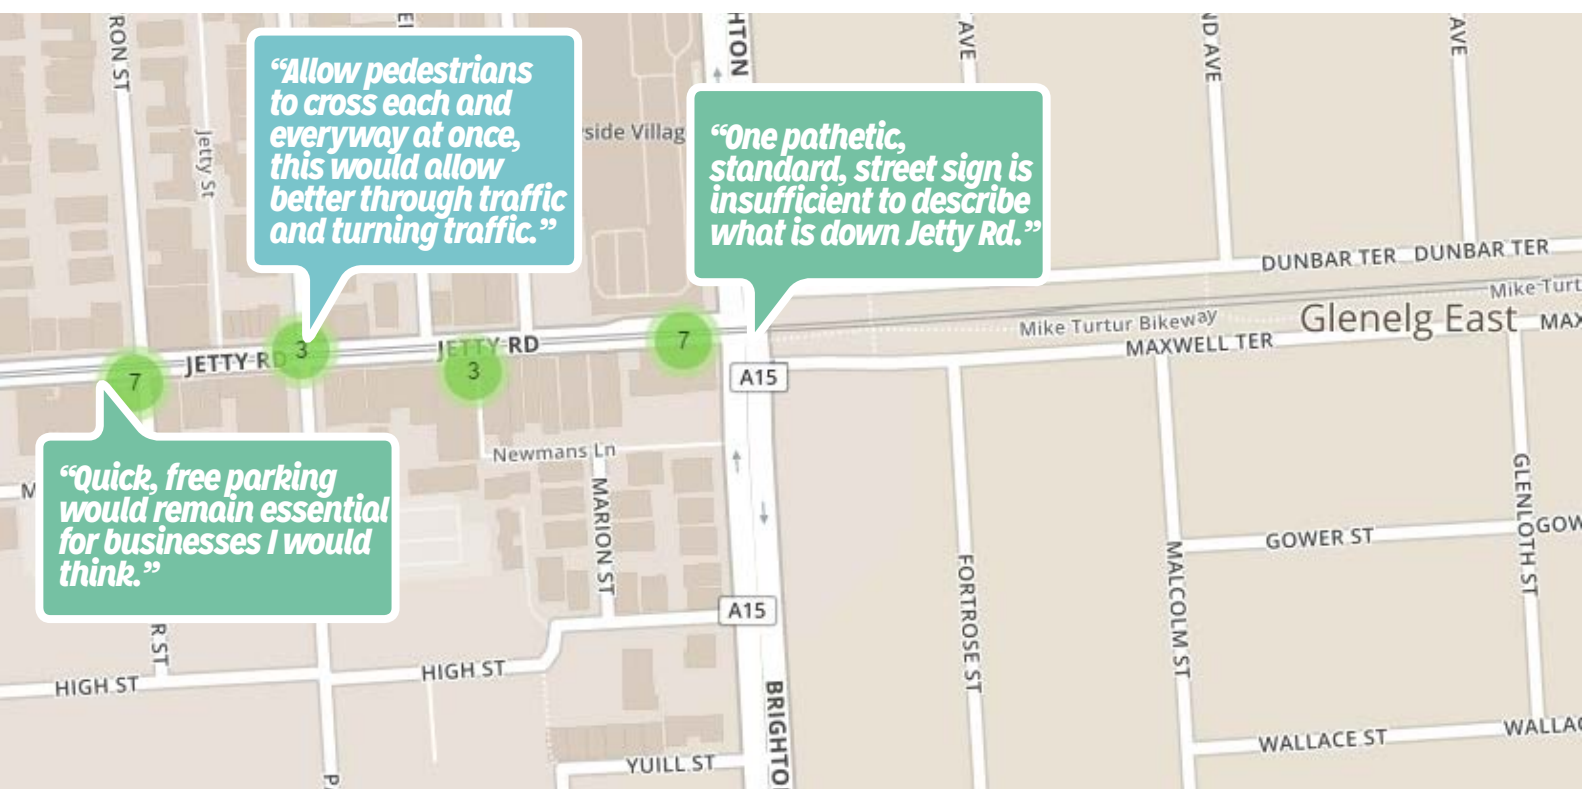 RON ST
Jetty St
HTON
AVE
ND AVE
AVE
“Allow pedestrians
to cross each and
everyway at once,
this would allow
better through traffic
and turning traffic.”
side Villag
“One pathetic,
standard, street sign is
insufficient to describe
what is down Jetty Rd.”
DUNBAR TER DUNBAR TER
Mike Turt
Mike Turtur Bikeway
Glenelg East
MAX
MAXWELL TER
JETTY RD
3
JETTY RD
7
7
3
A15
“Quick, free parking
would remain essential
for businesses I would
think.”
M
Newmans Ln
MARION ST
GLENLOTH ST
GOWER ST
GOW
FORTROSE ST
MALCOLM ST
A15
R ST
HIGH ST
HIGH ST
BRIGHTO
WALLACE ST
WALLAC
YUILL ST
P